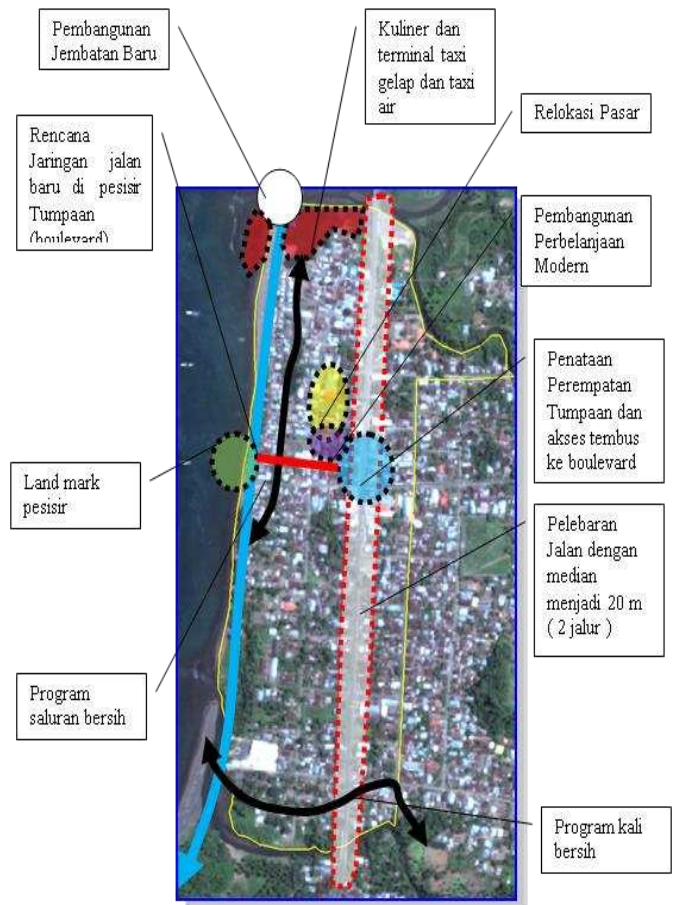 Pembangunan
Jembatan Baru
Kuliner dan
terminal taxi
gelap dan taxi
air
Relokasi Pasar
Rencana
Jaringan jalan
baru di pesisir
Tumpaan
(boulevard)
Pembangunan
Perbelanjaan
Modern
Penataan
Perempatan
Tumpaan dan
akses tembus
ke boulevard
Land mark
pesisir
Pelebaran
Jalan dengan
median
menjadi 20 m
( 2 jalur )
Program
saluran bersih
Program kali
bersih